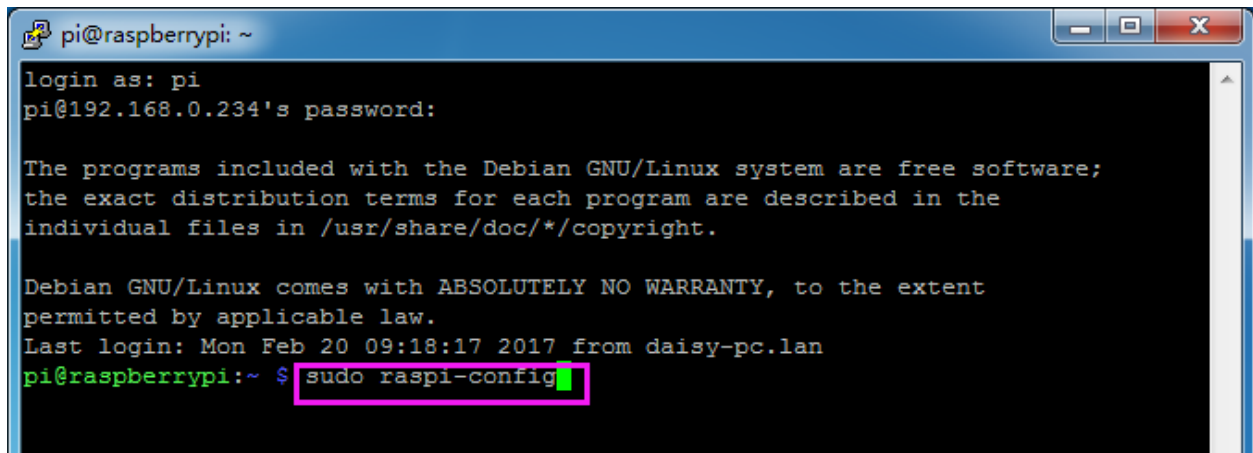 pi@raspberrypi: ~
login as: pi
pi@192.168.0.234's password:
The programs included with the Debian GNU/Linux system are free software;
the exact distribution terms for each program are described in the
individual files in /usr/share/doc/*/copyright.
Debian GNU/Linux comes with ABSOLUTELY NO WARRANTY, to the extent
permitted by applicable law.
Last login: Mon Feb 20 09:18:17 2017 from daisy-pc.lan
pi@raspberrypi:~ $ sudo raspi-config